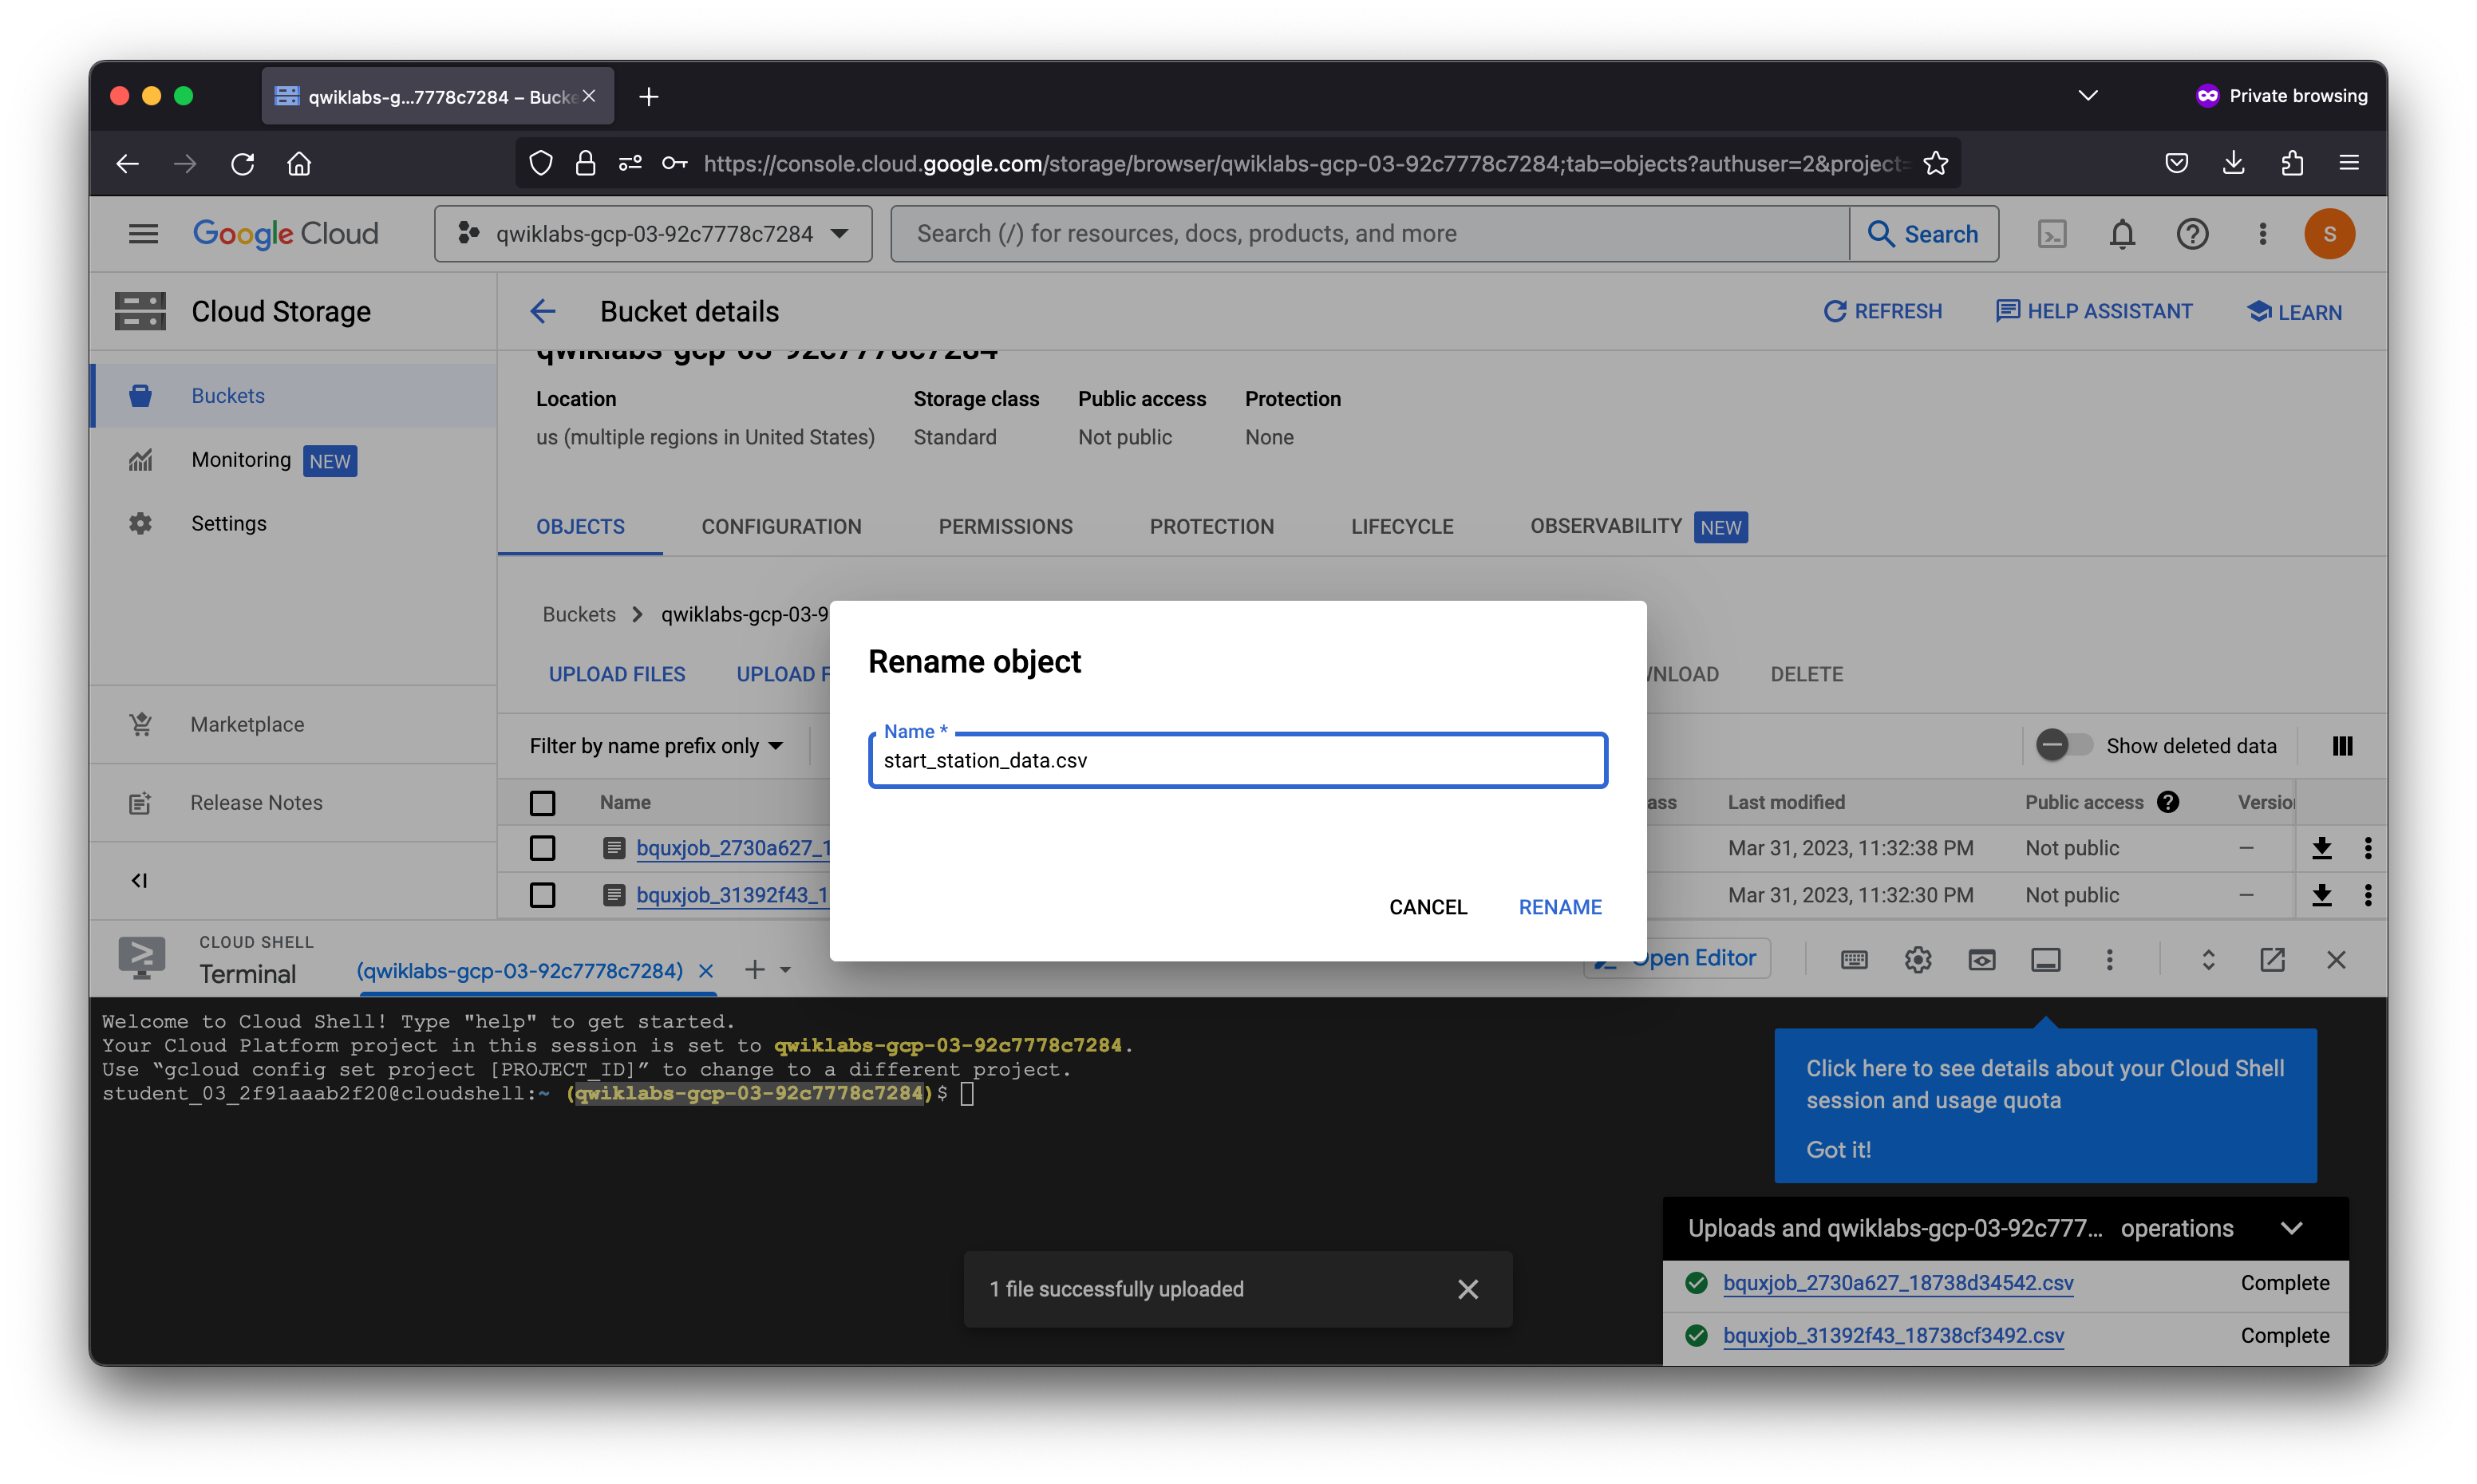 qwiklabs-g...7778c7284 – Bucke
Private browsing
https://console.cloud.google.com/storage/browser/qwiklabs-gcp-03-92c7778c7284;tab=objects?authuser=2&project=
Google Cloud
qwiklabs-gcp-03-92c7778c7284
Search (/) for resources, docs, products, and more
Search
S
Cloud Storage
Bucket details
REFRESH
HELP ASSISTANT
LEARN
qwiklabs-gcp-03-92c7778c7284
Buckets
Monitoring NEW
Settings
Marketplace
Release Notes
Location
Storage class
Public access
Protection
us (multiple regions in United States)
Standard
Not public
None
OBJECTS
CONFIGURATION
PERMISSIONS
PROTECTION
LIFECYCLE
OBSERVABILITY NEW
Buckets
qwiklabs-gcp-03-9
UPLOAD FILES
UPLOAD F
WNLOAD
DELETE
Filter by name prefix only
Show deleted data
Name
ass
Last modified
Public access
Version
bquxjob_2730a627_1
Mar 31, 2023, 11:32:38 PM
Not public
—
bquxjob_31392f43_1
Mar 31, 2023, 11:32:30 PM
Not public
—
Rename object
Name *
start_station_data.csv
CANCEL
RENAME
CLOUD SHELL
Terminal
(qwiklabs-gcp-03-92c7778c7284)
Open Editor
Welcome to Cloud Shell! Type "help" to get started.
Your Cloud Platform project in this session is set to qwiklabs-gcp-03-92c7778c7284.
Use “gcloud config set project [PROJECT_ID]” to change to a different project.
student_03_2f91aaab2f20@cloudshell:~ (qwiklabs-gcp-03-92c7778c7284)$
Click here to see details about your Cloud Shell
session and usage quota
Got it!
1 file successfully uploaded
Uploads and qwiklabs-gcp-03-92c777... operations
bquxjob_2730a627_18738d34542.csv
Complete
bquxjob_31392f43_18738cf3492.csv
Complete